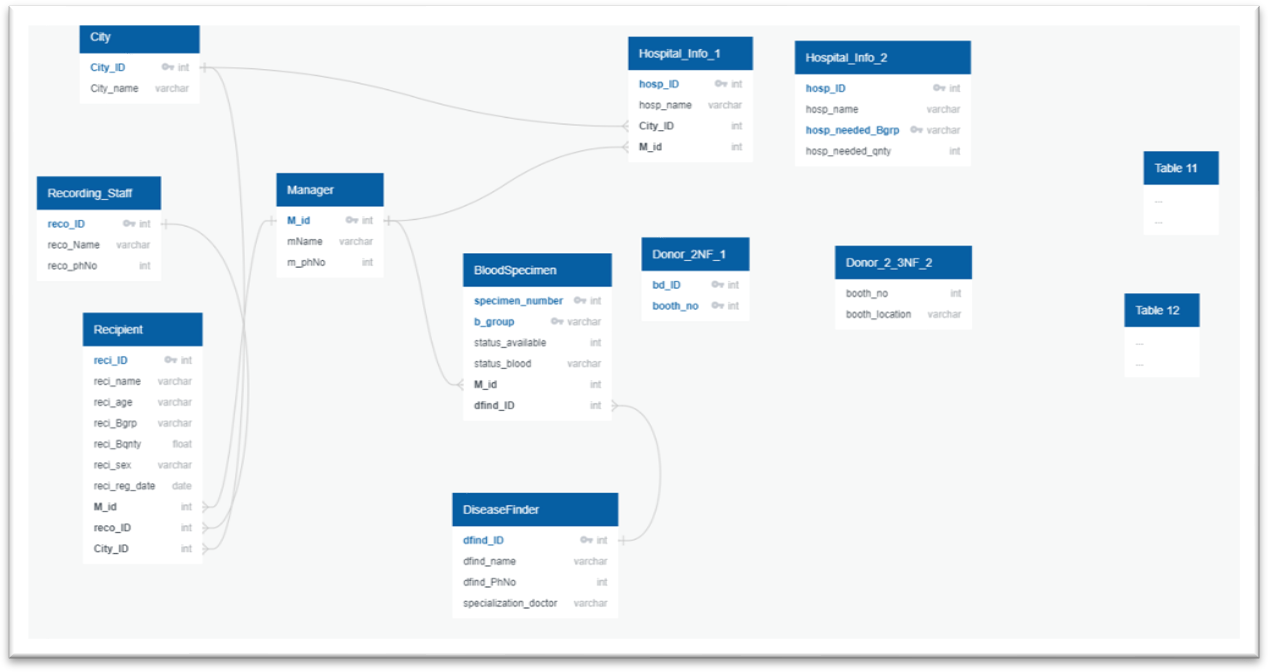 City
City_ID int
City_name varchar
Hospital_Info_1
hosp_ID int
hosp_name varchar
City_ID int
M_id int
Hospital_Info_2
hosp_ID int
hosp_name varchar
hosp_needed_Bgrp varchar
hosp_needed_qnty int
Table 11
---
---
Recording_Staff
reco_ID int
reco_Name varchar
reco_phNo int
Manager
M_id int
mName varchar
m_phNo int
BloodSpecimen
specimen_number int
b_group varchar
status_available int
status_blood varchar
M_id int
dfind_ID int
Donor_2NF_1
bd_ID int
booth_no int
Donor_2_3NF_2
booth_no int
booth_location varchar
Table 12
---
---
Recipient
reci_ID int
reci_name varchar
reci_age varchar
reci_Bgrp varchar
reci_Bqnty float
reci_sex varchar
reci_reg_date date
M_id int
reco_ID int
City_ID int
DiseaseFinder
dfind_ID int
dfind_name varchar
dfind_PhNo int
specialization_doctor varchar